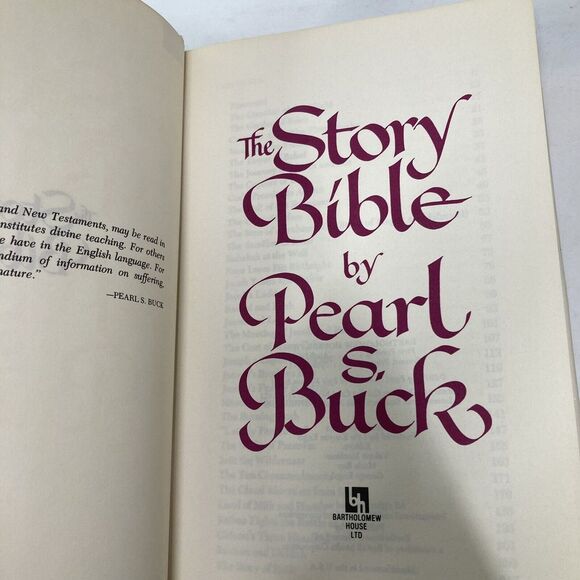 and New Testaments, may be read in
nstitutes divine teaching. For others
e have in the English language. For
ndium of information on suffering,
nature."
—PEARL S. BUCK
The Story
Bible
by
Pearl
S.
Buck
bh
BARTHOLOMEW
HOUSE
LTD